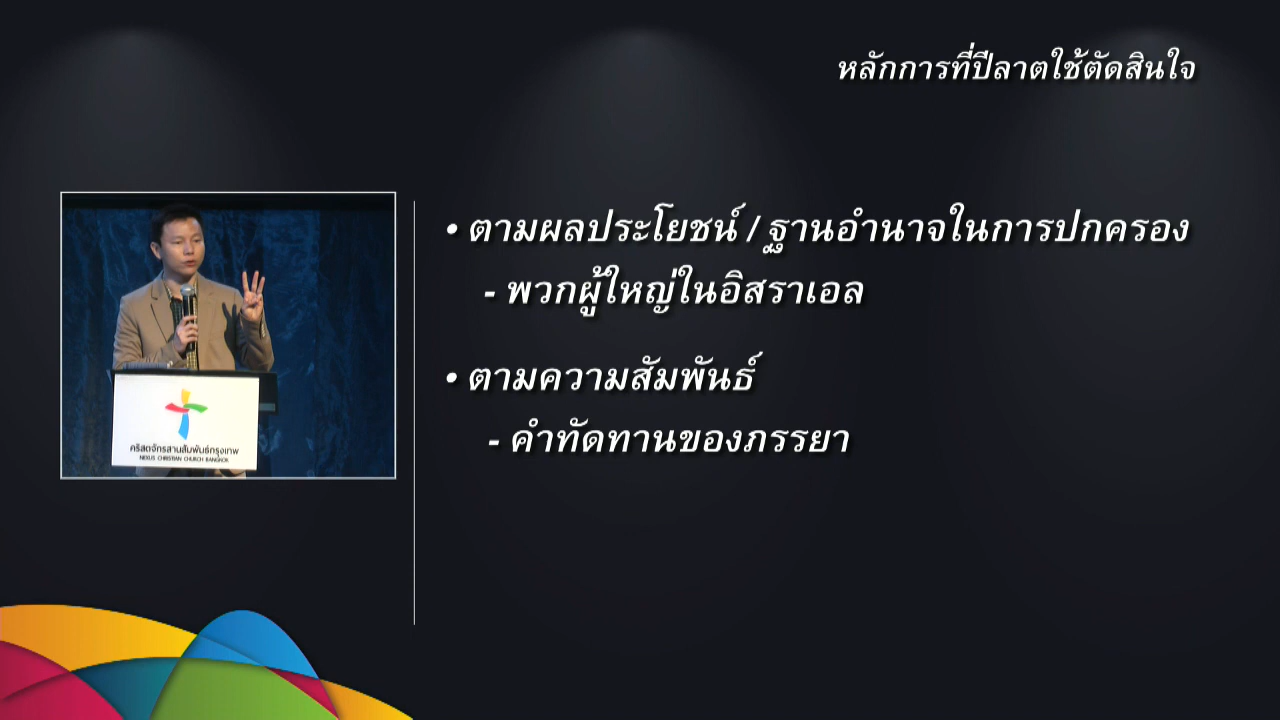 หลักการที่ปีลาตใช้ตัดสินใจ
• ตามผลประโยชน์ / ฐานอำนาจในการปกครอง
- พวกผู้ใหญ่ในอิสราเอล
• ตามความสัมพันธ์
- คำทัดทานของภรรยา
คริสตจักรสานสัมพันธ์กรุงเทพ
NEXUS CHRISTIAN CHURCH BANGKOK